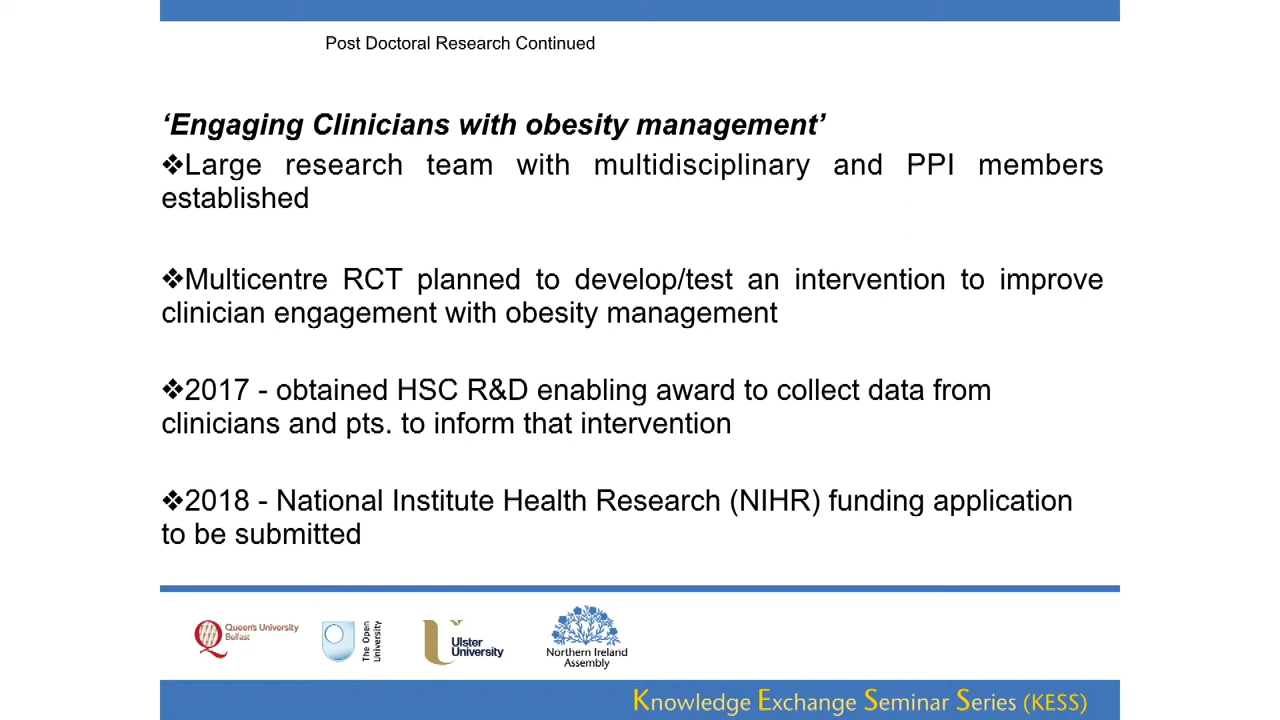 Post Doctoral Research Continued
‘Engaging Clinicians with obesity management’
❖Large research team with multidisciplinary and PPI members
established
❖Multicentre RCT planned to develop/test an intervention to improve
clinician engagement with obesity management
❖2017 - obtained HSC R&D enabling award to collect data from
clinicians and pts. to inform that intervention
❖2018 - National Institute Health Research (NIHR) funding application
to be submitted
Queen's University
Belfast
The Open
University
Ulster
University
Northern Ireland
Assembly
Knowledge Exchange Seminar Series (KESS)